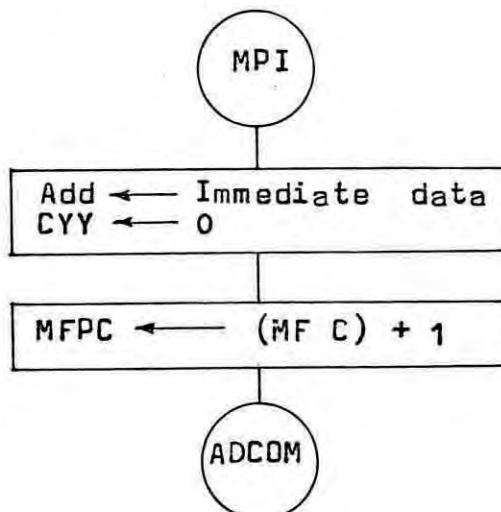 MPI
Add ← Immediate data
CYY ← 0
MFPC ← (MF C) + 1
ADCOM